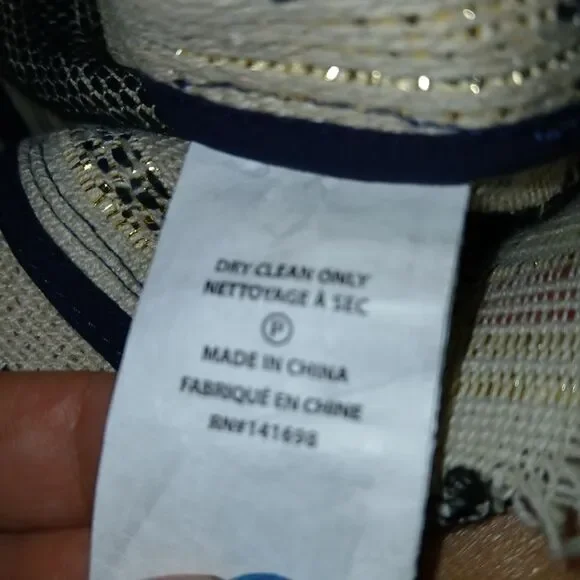 DRY CLEAN ONLY
NETTOYAGE À SEC
P
MADE IN CHINA
FABRIQUÉ EN CHINE
RN#141698